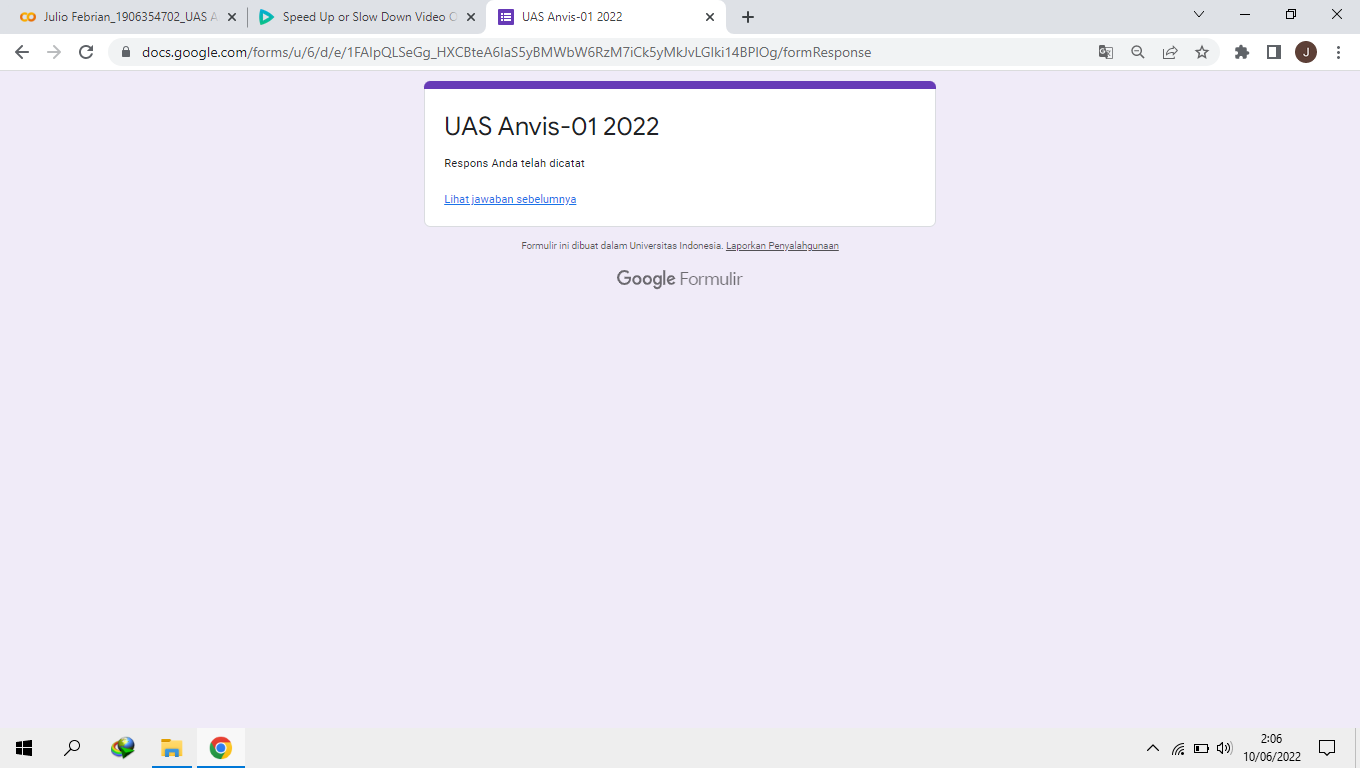 Julio Febrian_1906354702_UAS A
Speed Up or Slow Down Video O
UAS Anvis-01 2022
docs.google.com/forms/u/6/d/e/1FAIpQLSeGg_HXCBteA6IaS5yBMWbW6RzM7iCk5yMkJvLGIki14BPIOg/formResponse
J
UAS Anvis-01 2022
Respons Anda telah dicatat
Lihat jawaban sebelumnya
Formulir ini dibuat dalam Universitas Indonesia. Laporkan Penyalahgunaan
Google Formulir
2:06
10/06/2022